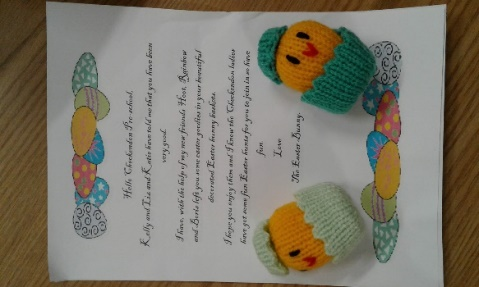 Hello Checkendon Pre-school,
Kelly and Liz and Katie have told me that you have been
very good.
I have, with the help of my new friends Hoot, Rainbow
and Buele left you some easter goodies in your beautiful
decorated Easter bunny baskets.
I hope you enjoy them and I know the Checkendon ladies
have got some fun Easter hunts for you to join in so have
fun
Love
The Easter Bunny.